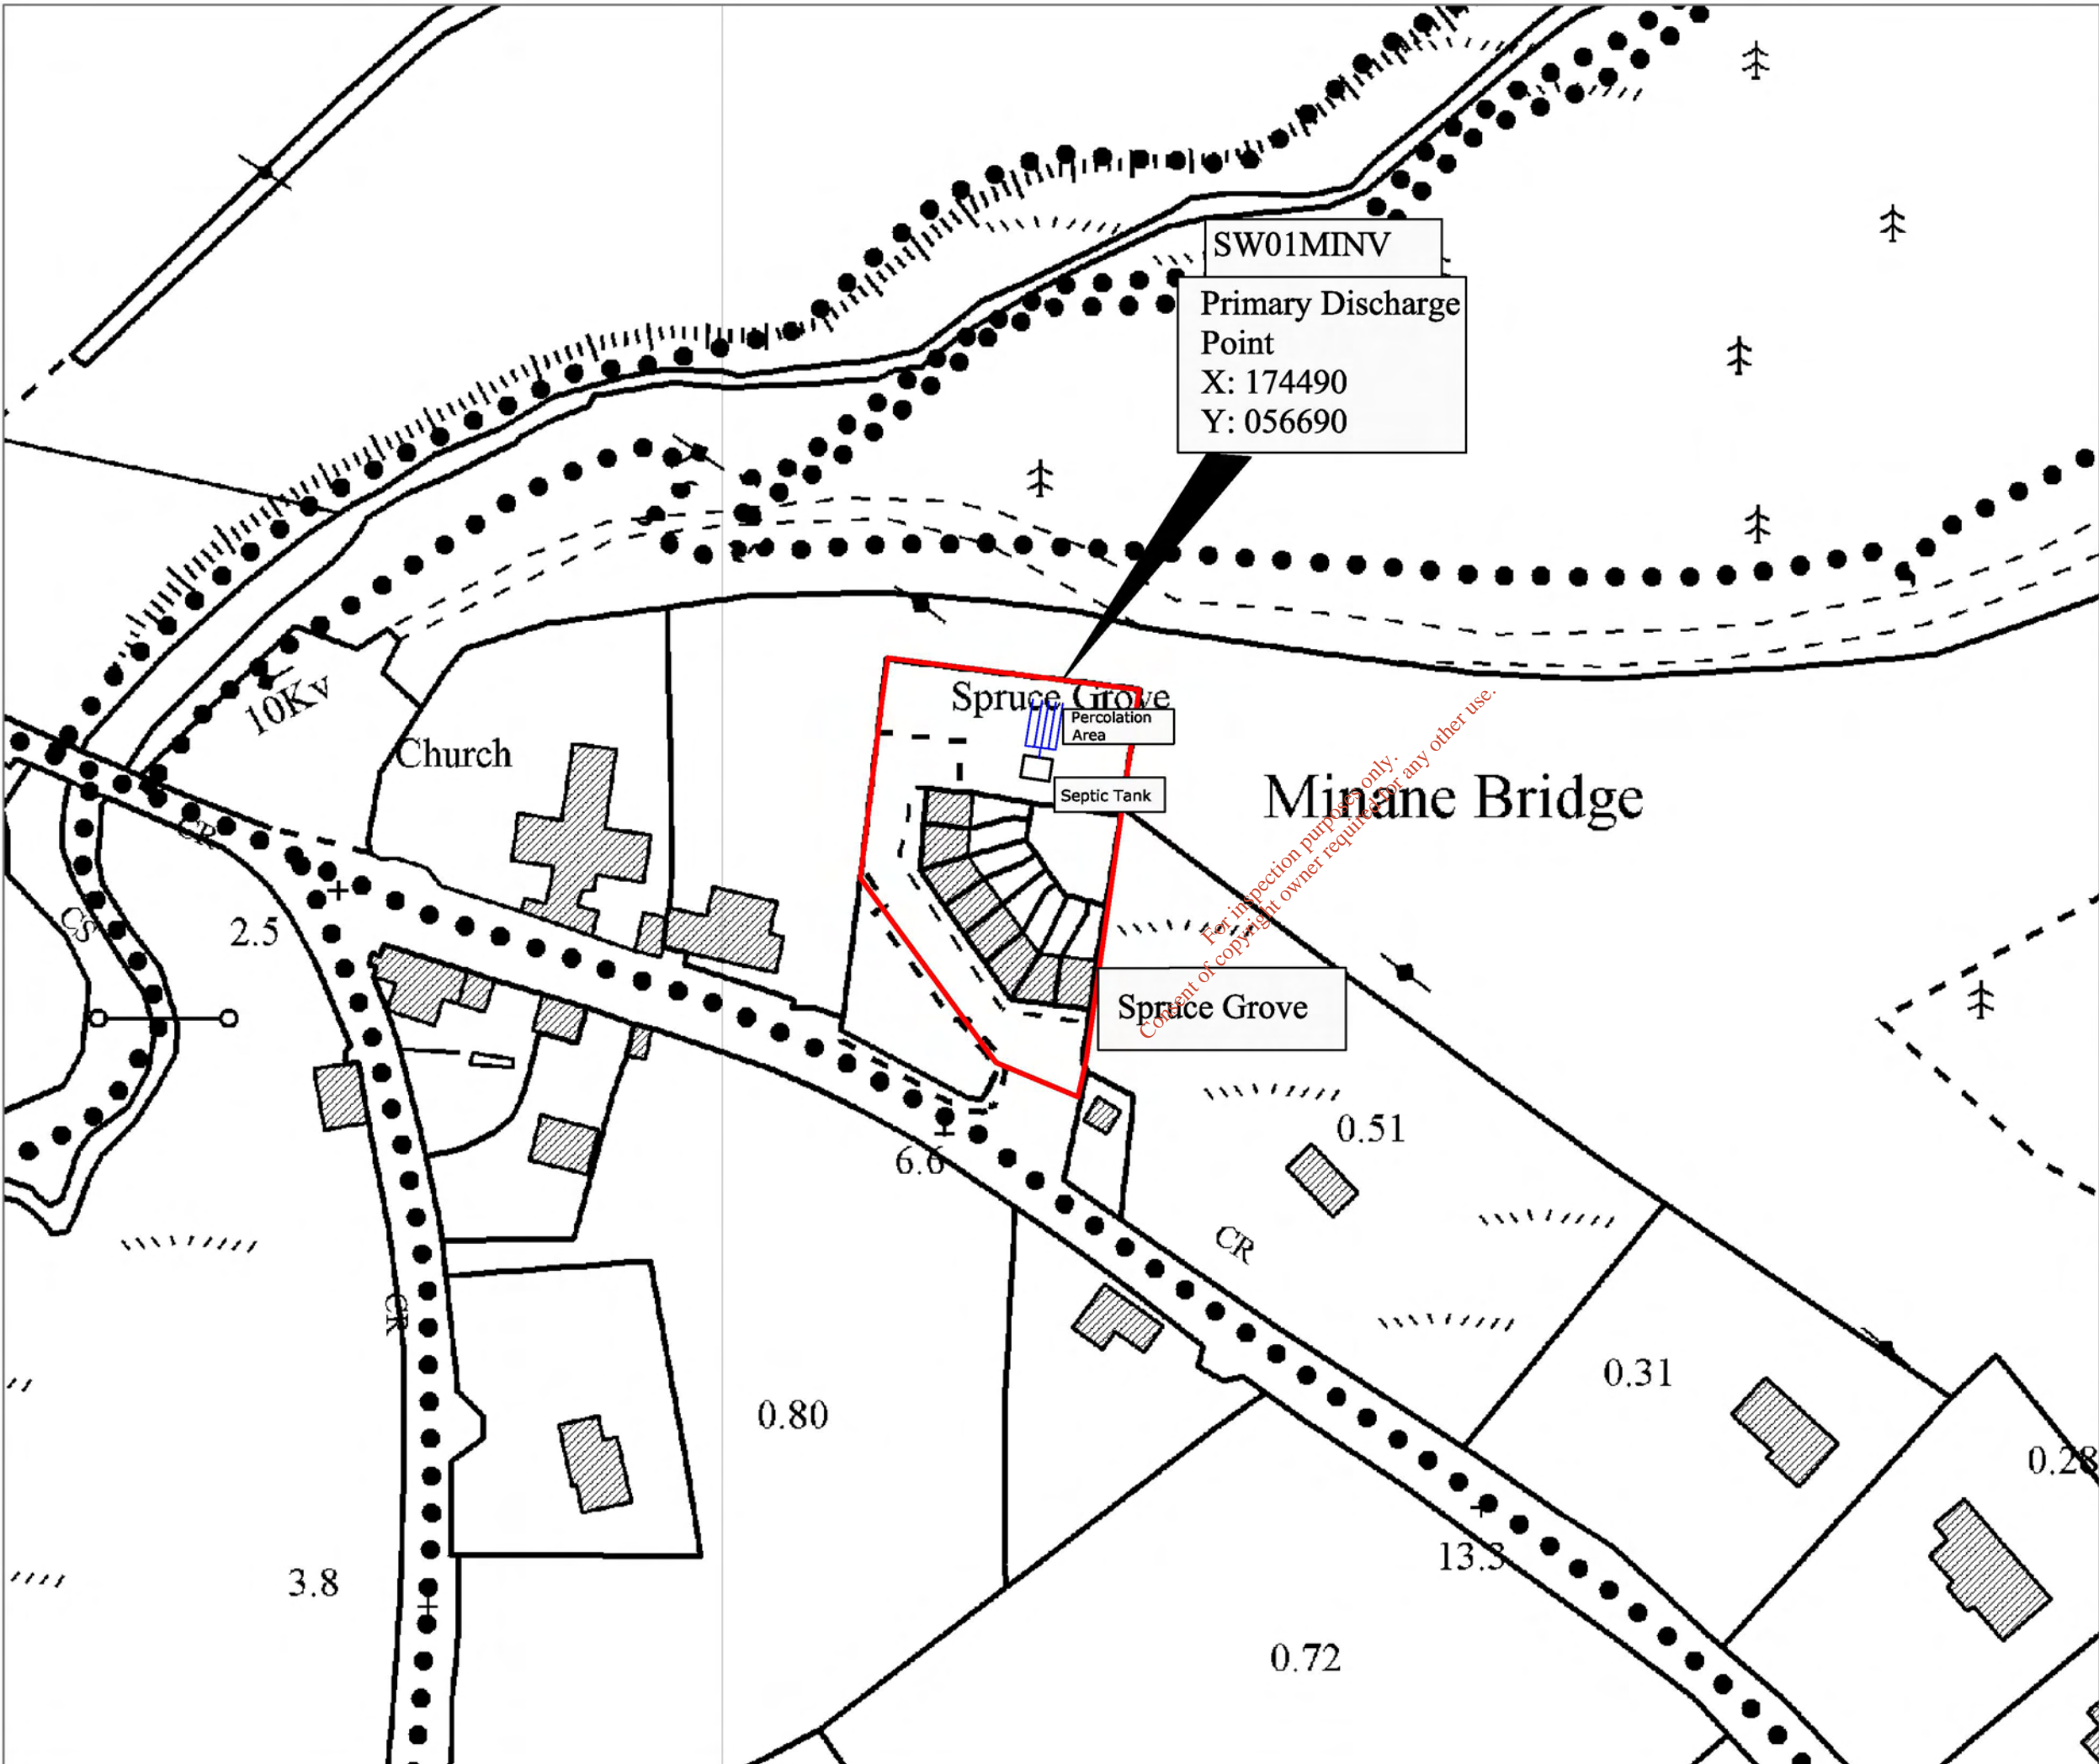 SW01MINV
Primary Discharge
Point
X: 174490
Y: 056690
10Kv
Church
Spruce Grove
Percolation
Area
Septic Tank
Minane Bridge
For inspection purposes only.
Consent of copyright owner required for any other use.
CR
CS
2.5
Spruce Grove
0.51
6.6
CR
CR
0.31
0.80
0.28
13.3
3.8
0.72